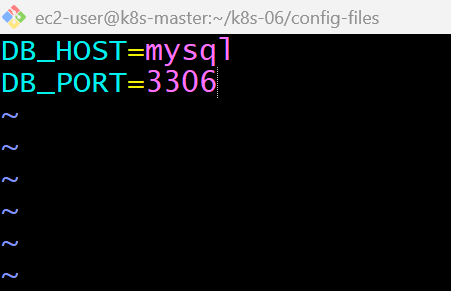 ec2-user@k8s-master:~/k8s-06/config-files
DB_HOST=mysql
DB_PORT=3306
~
~
~
~
~
~